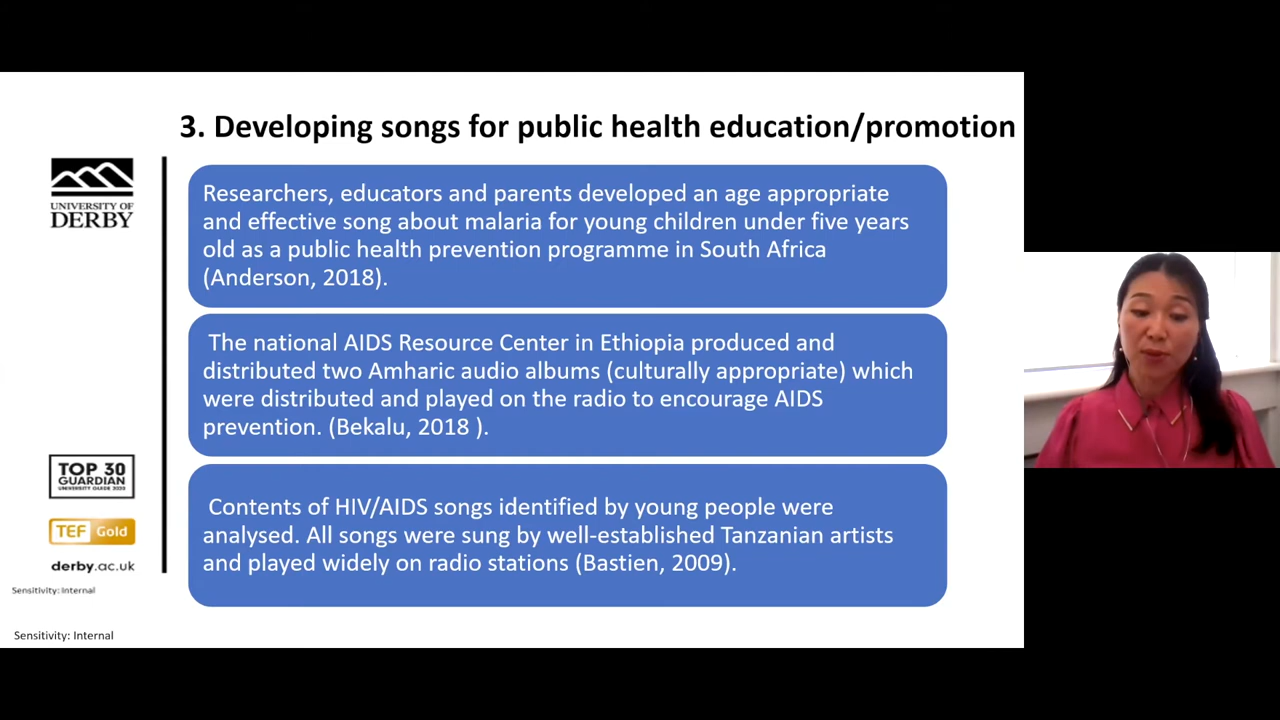 3. Developing songs for public health education/promotion
UNIVERSITY OF
DERBY
Researchers, educators and parents developed an age appropriate
and effective song about malaria for young children under five years
old as a public health prevention programme in South Africa
(Anderson, 2018).
The national AIDS Resource Center in Ethiopia produced and
distributed two Amharic audio albums (culturally appropriate) which
were distributed and played on the radio to encourage AIDS
prevention. (Bekalu, 2018 ).
Contents of HIV/AIDS songs identified by young people were
analysed. All songs were sung by well-established Tanzanian artists
and played widely on radio stations (Bastien, 2009).
TOP 30
GUARDIAN
TEF Gold
derby.ac.uk
Sensitivity: Internal
Sensitivity: Internal